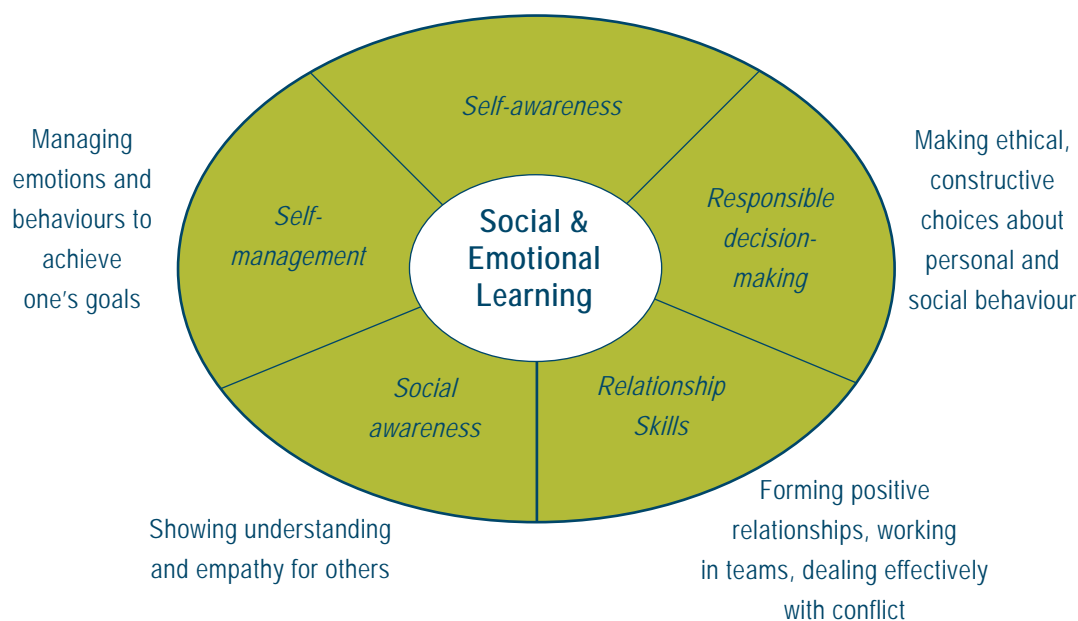 Self-awareness
Managing
emotions and
behaviours to
achieve
one's goals
Self-
management
Social &
Emotional
Learning
Responsible
decision-
making
Making ethical,
constructive
choices about
personal and
social behaviour
Social
awareness
Relationship
Skills
Showing understanding
and empathy for others
Forming positive
relationships, working
in teams, dealing effectively
with conflict